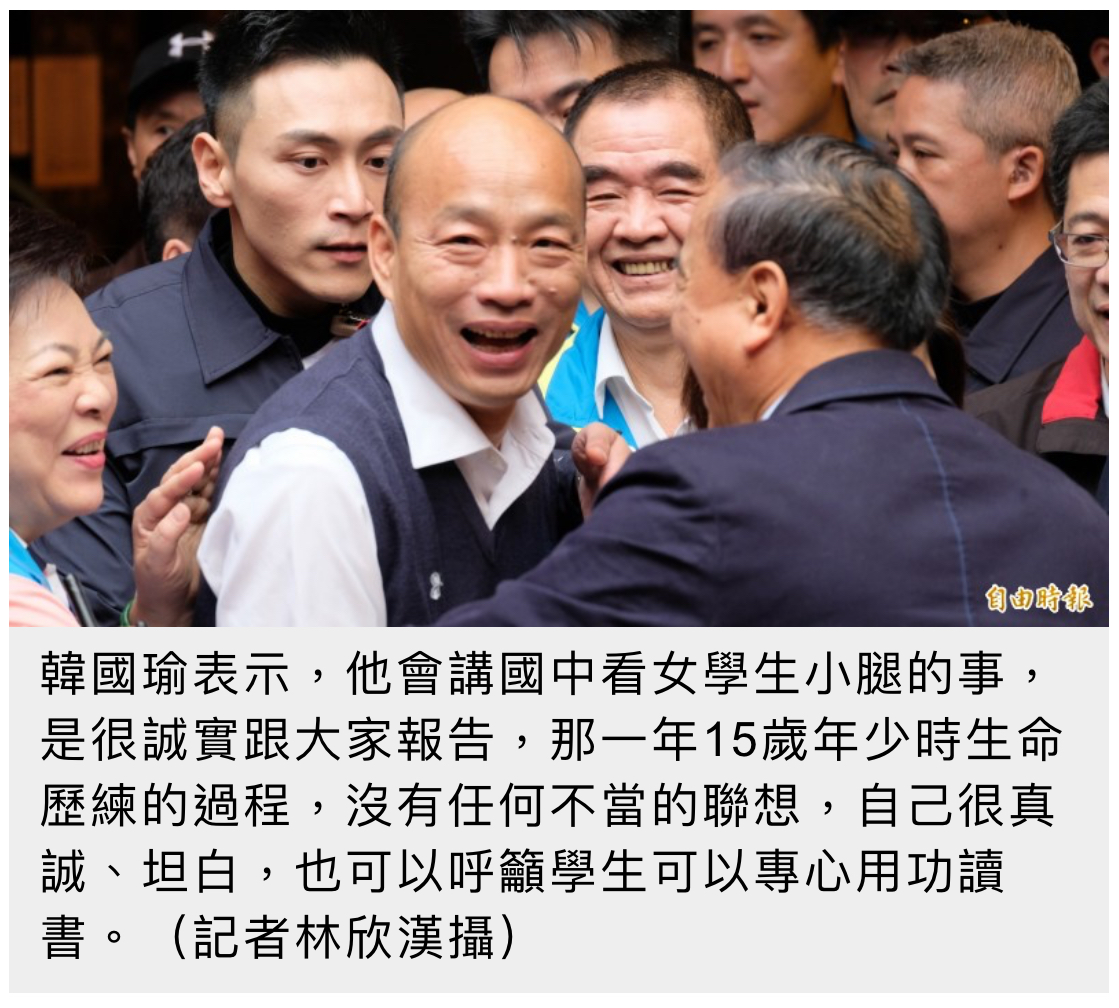 自由時報
韓國瑜表示，他會講國中看女學生小腿的事，
是很誠實跟大家報告，那一年15歲年少時生命
歷練的過程，沒有任何不當的聯想，自己很真
誠、坦白，也可以呼籲學生可以專心用功讀
書。（記者林欣漢攝）